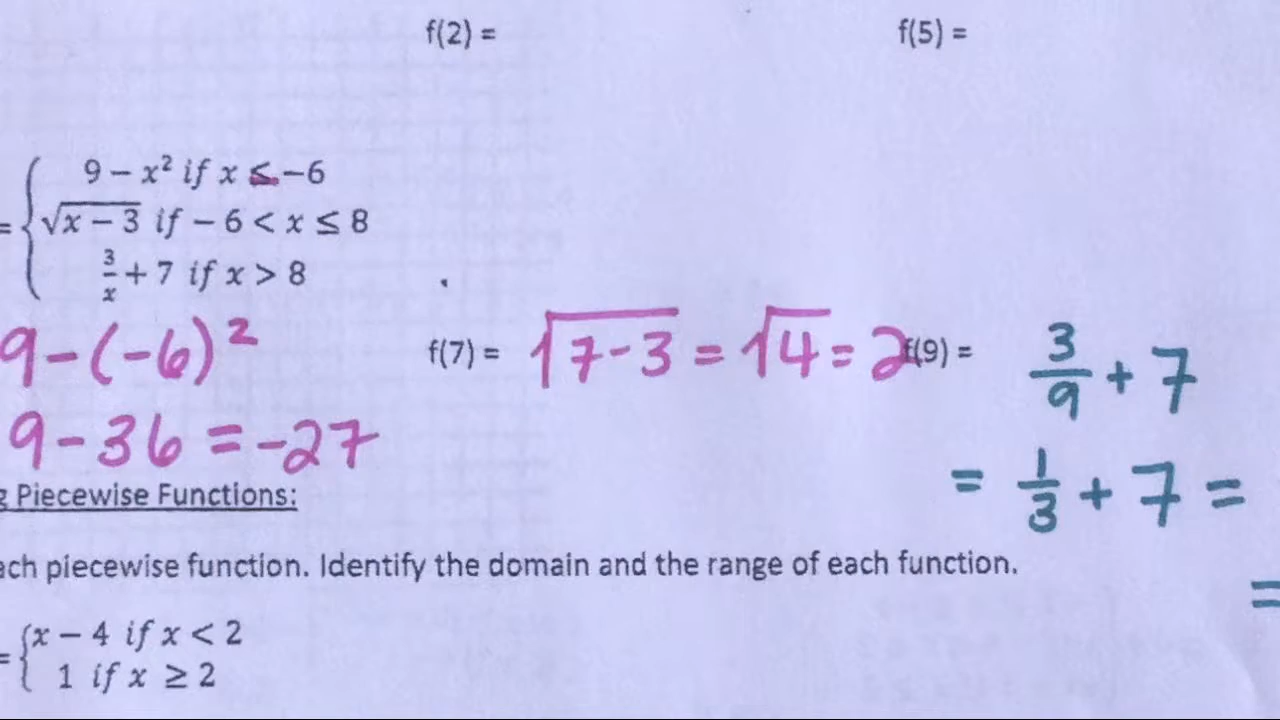 f(2) = f(5) =
= { 9 − x² if x ≤ −6
√x − 3 if − 6 < x ≤ 8
3/x + 7 if x > 8
9 - (-6)² f(7) = √7-3 = √4 = 2 f(9) = 3/9 + 7
9 - 36 = -27 = 1/3 + 7 =
g Piecewise Functions:
ach piecewise function. Identify the domain and the range of each function.
=
= { x − 4 if x < 2
1 if x ≥ 2